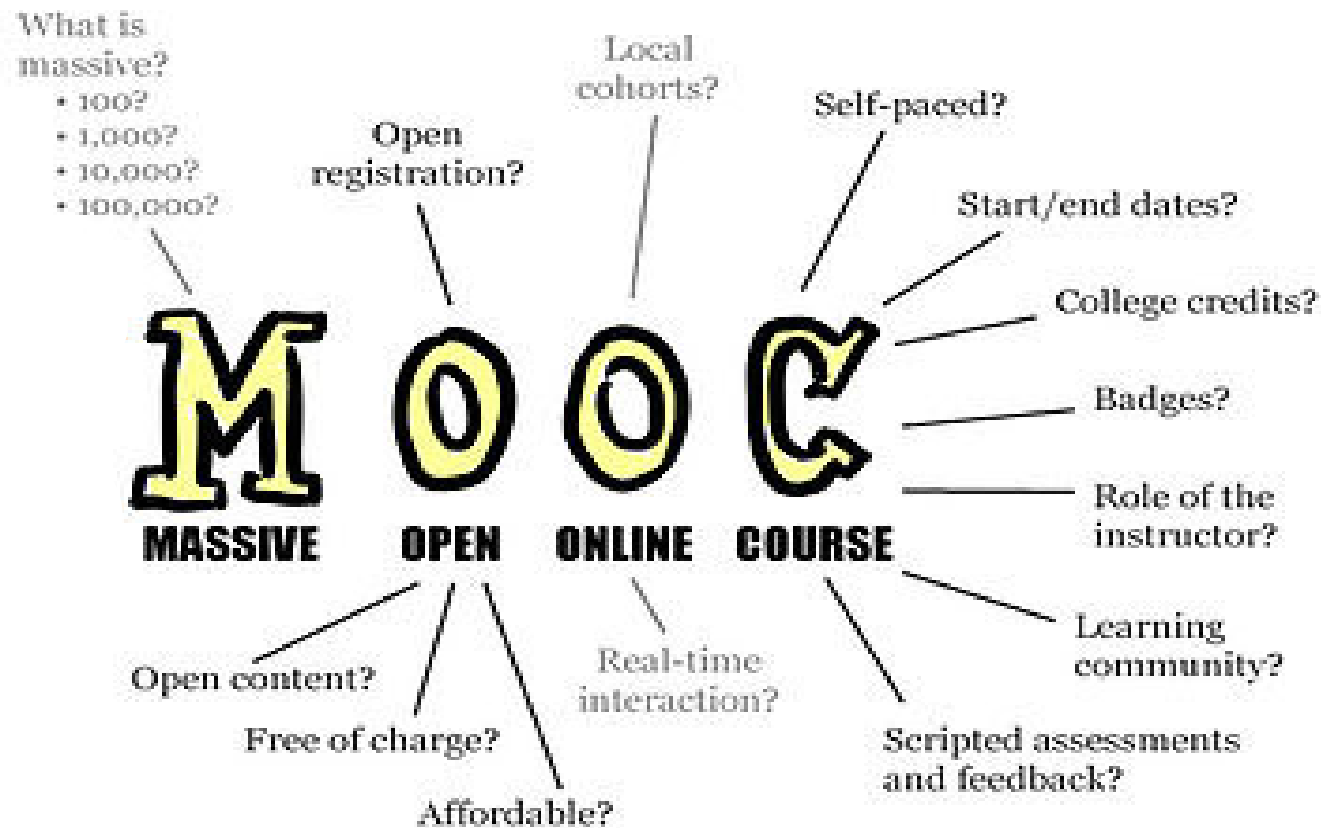 What is
massive?
• 100?
• 1,000?
• 10,000?
• 100,000?
Open
registration?
Local
cohorts?
Self-paced?
Start/end dates?
College credits?
Badges?
Role of the
instructor?
Learning
community?
Scripted assessments
and feedback?
MOOC
MASSIVE OPEN ONLINE COURSE
Open content?
Free of charge?
Affordable?
Real-time
interaction?